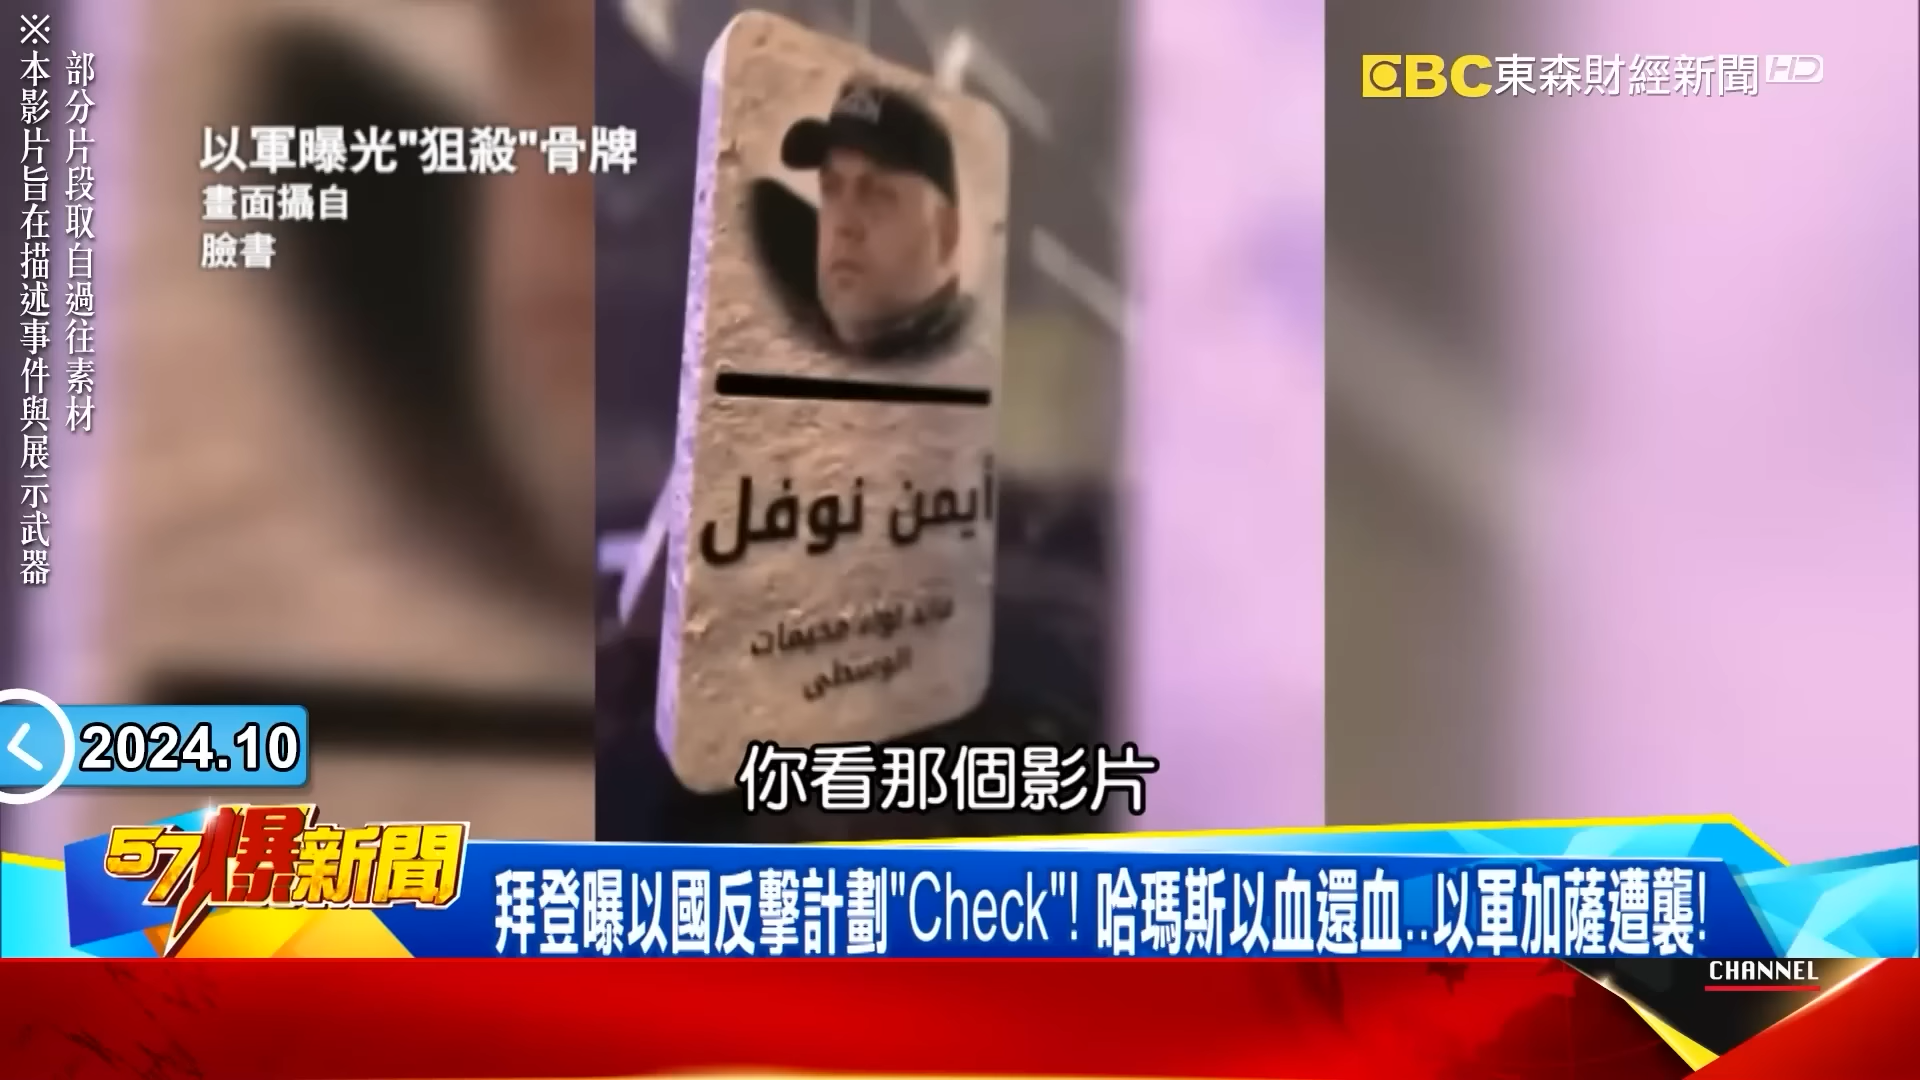 ※本影片旨在描述事件與展示武器
部分片段取自過往素材
以軍曝光"狙殺"骨牌
畫面攝自
臉書
EBC東森財經新聞HD
أيمن نوفل
قائد لواء مخيمات
الوسطى
2024.10
你看那個影片
57爆新聞
拜登曝以國反擊計劃"Check"! 哈瑪斯以血還血..以軍加薩遭襲!
CHANNEL